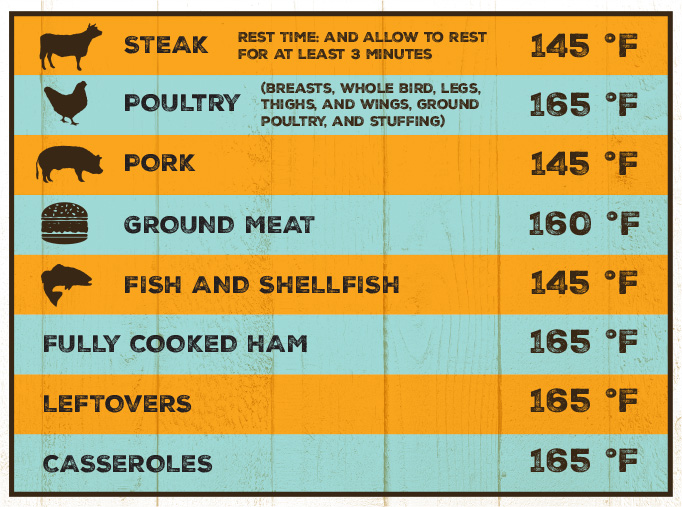 STEAK REST TIME: AND ALLOW TO REST
FOR AT LEAST 3 MINUTES 145 °F
POULTRY (BREASTS, WHOLE BIRD, LEGS,
THIGHS, AND WINGS, GROUND
POULTRY, AND STUFFING) 165 °F
PORK 145 °F
GROUND MEAT 160 °F
FISH AND SHELLFISH 145 °F
FULLY COOKED HAM 165 °F
LEFTOVERS 165 °F
CASSEROLES 165 °F